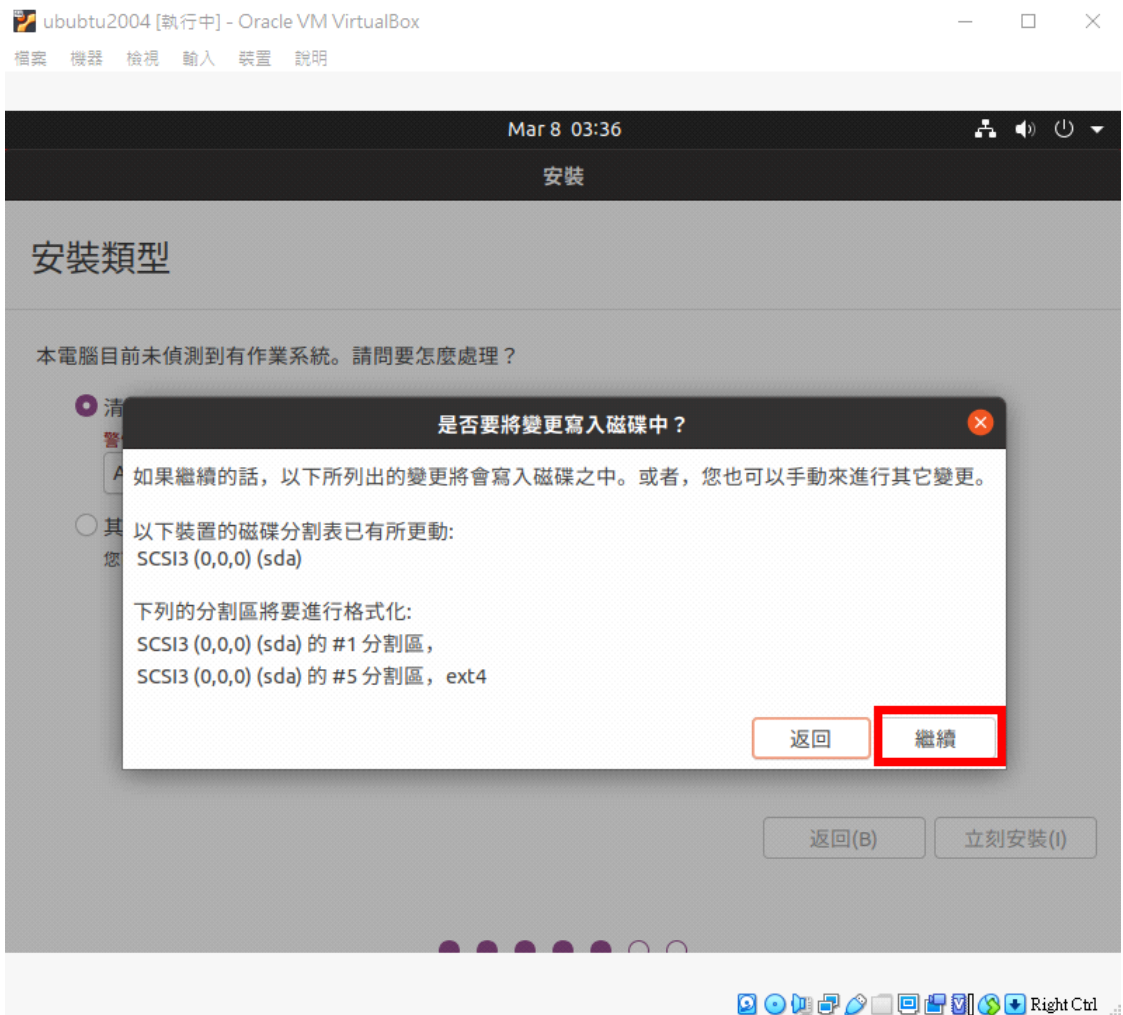 ububtu2004 [執行中] - Oracle VM VirtualBox
檔案 機器 檢視 輸入 裝置 說明
Mar 8 03:36
安裝
安裝類型
本電腦目前未偵測到有作業系統。請問要怎麼處理？
清
警
A
其
您
是否要將變更寫入磁碟中？
如果繼續的話，以下所列出的變更將會寫入磁碟之中。或者，您也可以手動來進行其它變更。
以下裝置的磁碟分割表已有所更動:
SCSI3 (0,0,0) (sda)
下列的分割區將要進行格式化:
SCSI3 (0,0,0) (sda) 的 #1 分割區，
SCSI3 (0,0,0) (sda) 的 #5 分割區，ext4
返回 繼續
返回(B) 立刻安裝(I)
Right Ctrl